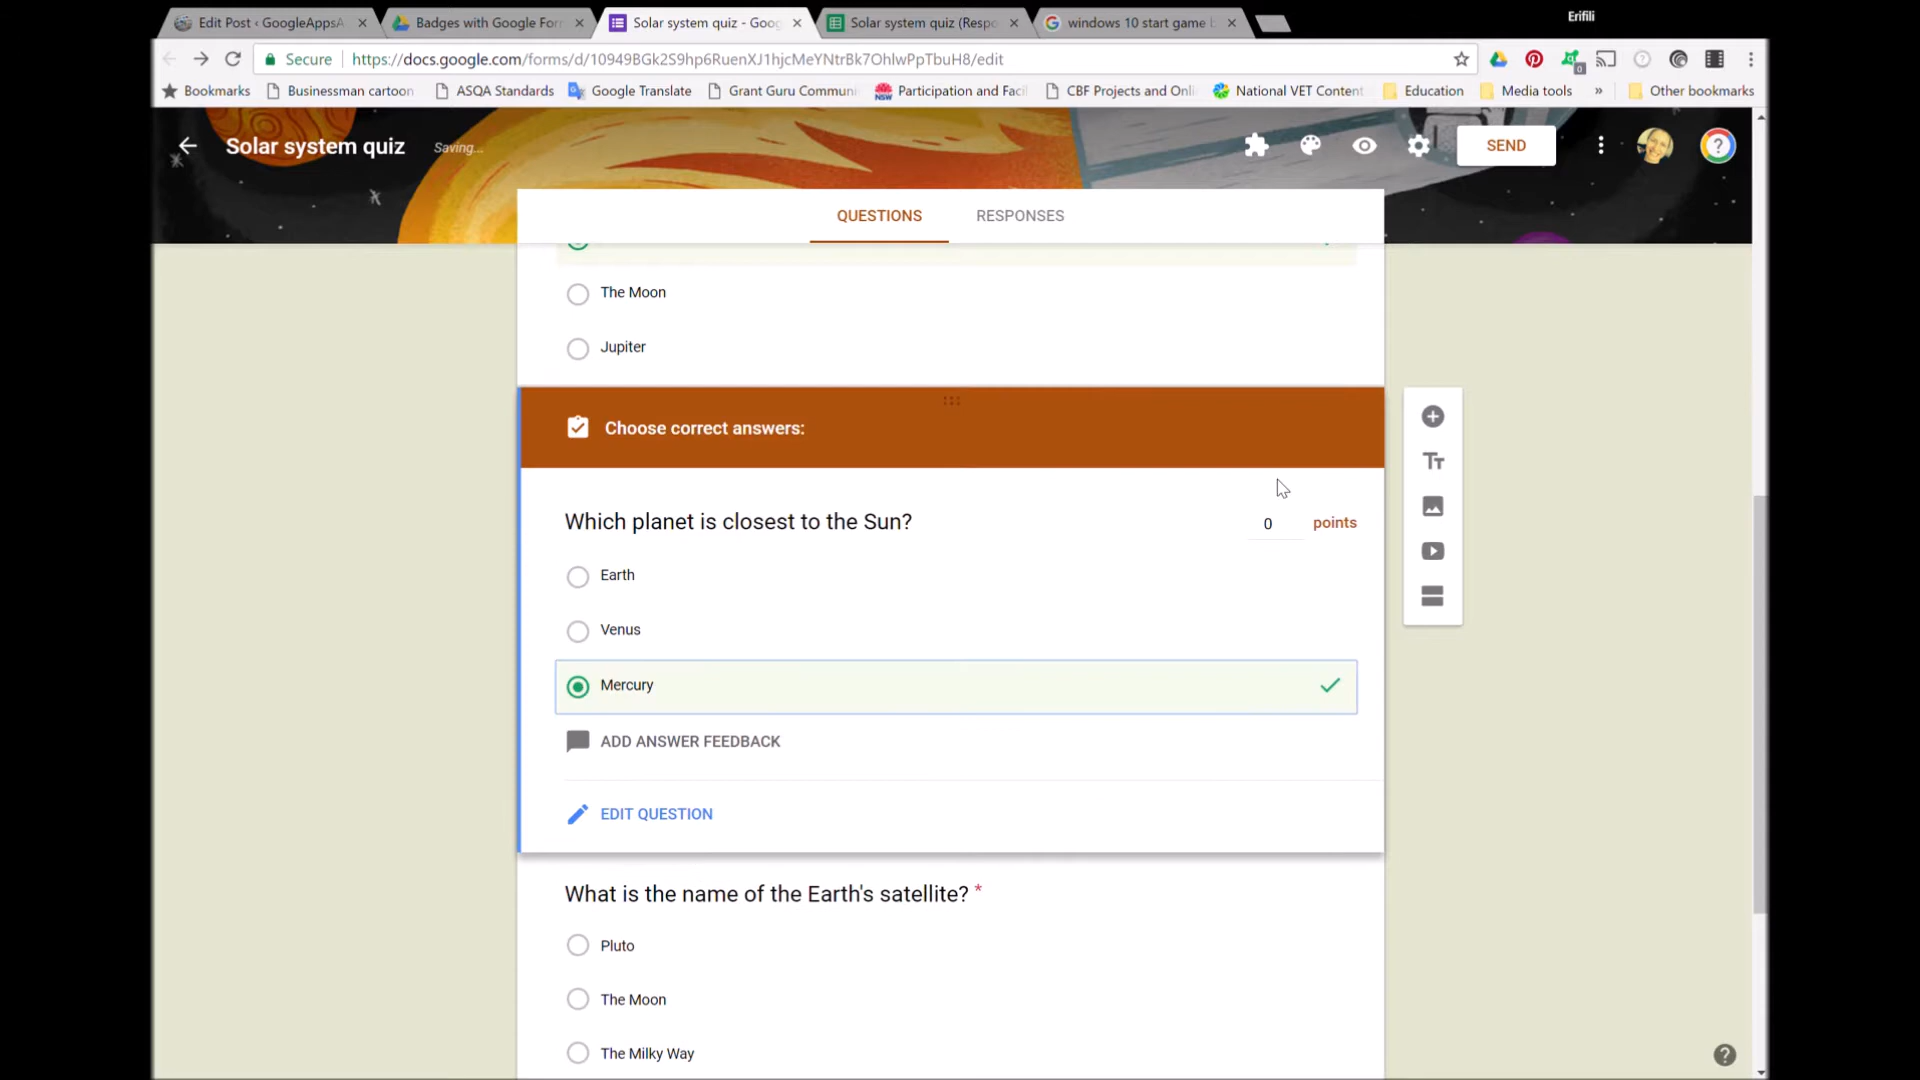 Edit Post ‹ GoogleAppsA
Badges with Google For
Solar system quiz - Goog
Solar system quiz (Respo
windows 10 start game b
Erifili
Secure
https://docs.google.com/forms/d/10949BGk2S9hp6RuenXJ1hjcMeYNtrBk7OhlwPpTbuH8/edit
0
Bookmarks
Businessman cartoon
ASQA Standards
Google Translate
Grant Guru Communi
Participation and Facil
CBF Projects and Onli
National VET Content
Education
Media tools
»
Other bookmarks
Solar system quiz
Saving...
SEND
QUESTIONS
RESPONSES
The Moon
Jupiter
Choose correct answers:
Which planet is closest to the Sun?
0 points
Earth
Venus
Mercury
ADD ANSWER FEEDBACK
EDIT QUESTION
What is the name of the Earth's satellite? *
Pluto
The Moon
The Milky Way